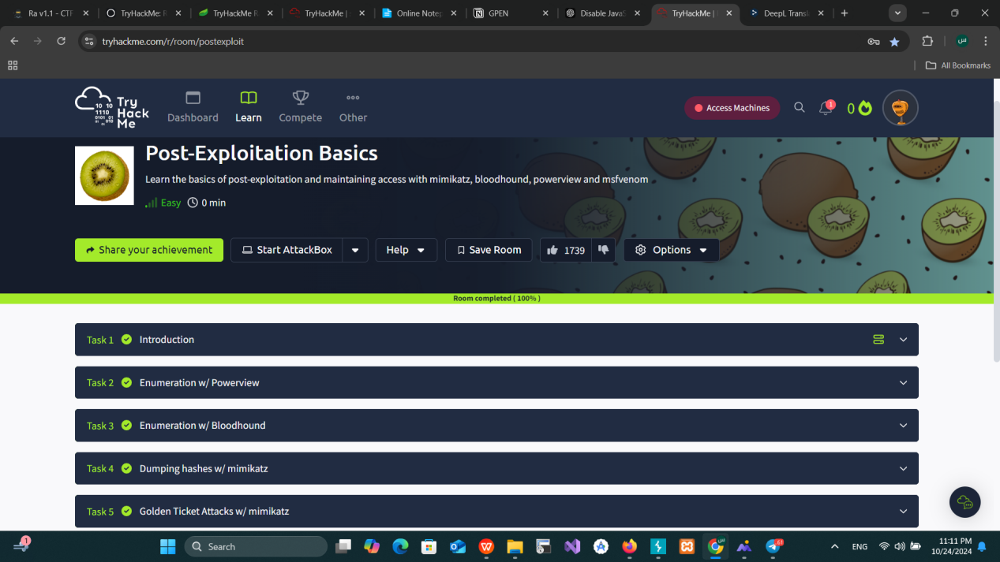 Ra v1.1 - CTF
TryHackMe: R
TryHackMe R
TryHackMe |
Online Notep
GPEN
Disable JavaS
TryHackMe |
DeepL Transl
tryhackme.com/r/room/postexploit
س
All Bookmarks
Try Hack Me
Dashboard
Learn
Compete
Other
Access Machines
1
0
Post-Exploitation Basics
Learn the basics of post-exploitation and maintaining access with mimikatz, bloodhound, powerview and msfvenom
Easy
0 min
Share your achievement
Start AttackBox
Help
Save Room
1739
Options
Room completed ( 100% )
Task 1 Introduction
Task 2 Enumeration w/ Powerview
Task 3 Enumeration w/ Bloodhound
Task 4 Dumping hashes w/ mimikatz
Task 5 Golden Ticket Attacks w/ mimikatz
1
Search
ENG
11:11 PM
10/24/2024